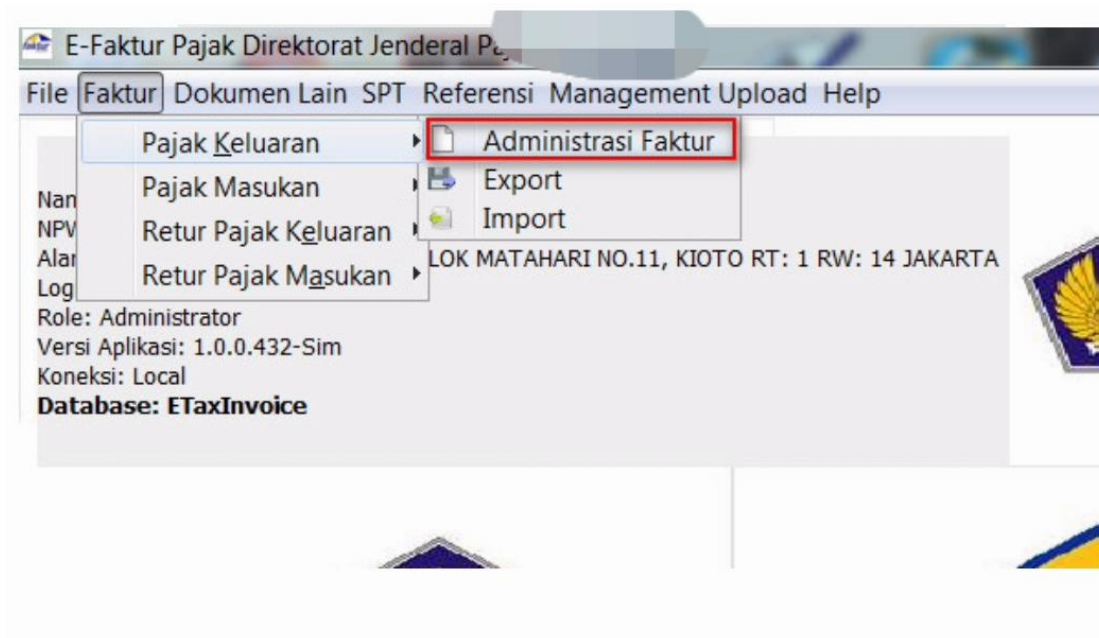 E-Faktur Pajak Direktorat Jenderal
File Faktur Dokumen Lain SPT Referensi Management Upload Help
Pajak Keluaran
Pajak Masukan
Retur Pajak Keluaran
Retur Pajak Masukan
Administrasi Faktur
Export
Import
MATAHARI NO.11, KIOTO RT: 1 RW: 14 JAKARTA
Role: Administrator
Versi Aplikasi: 1.0.0.432-Sim
Koneksi: Local
Database: ETaxInvoice